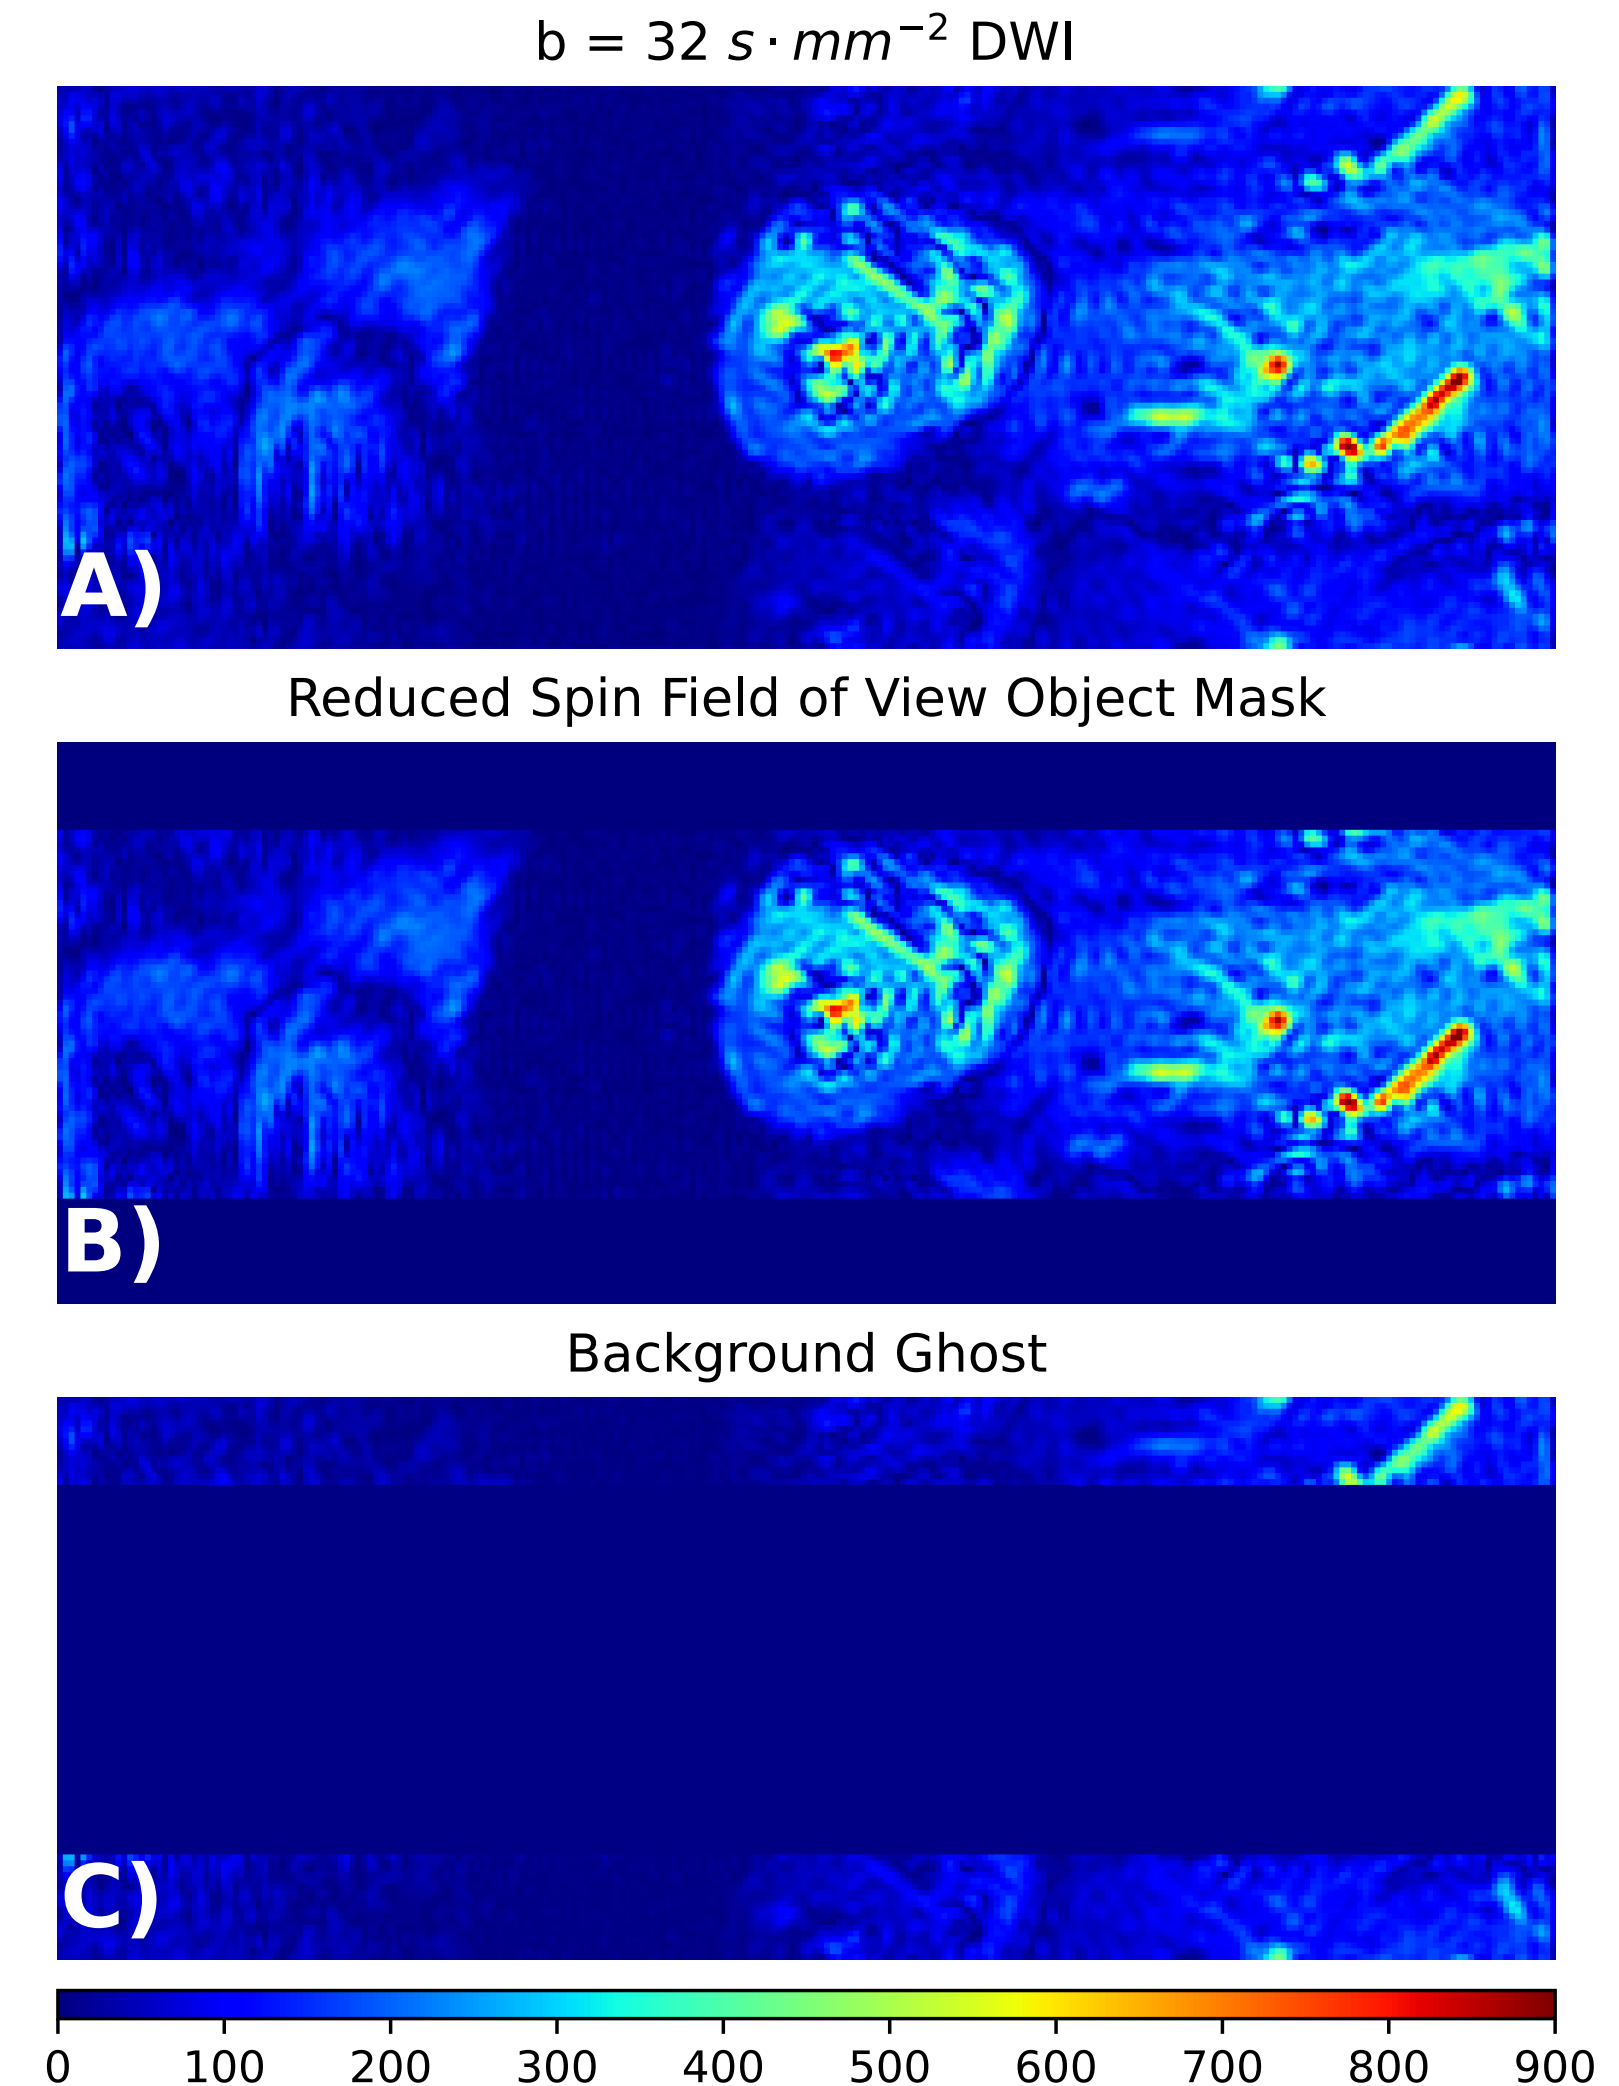 b = 32 s · mm⁻² DWI
A)
Reduced Spin Field of View Object Mask
B)
Background Ghost
C)
0 100 200 300 400 500 600 700 800 900